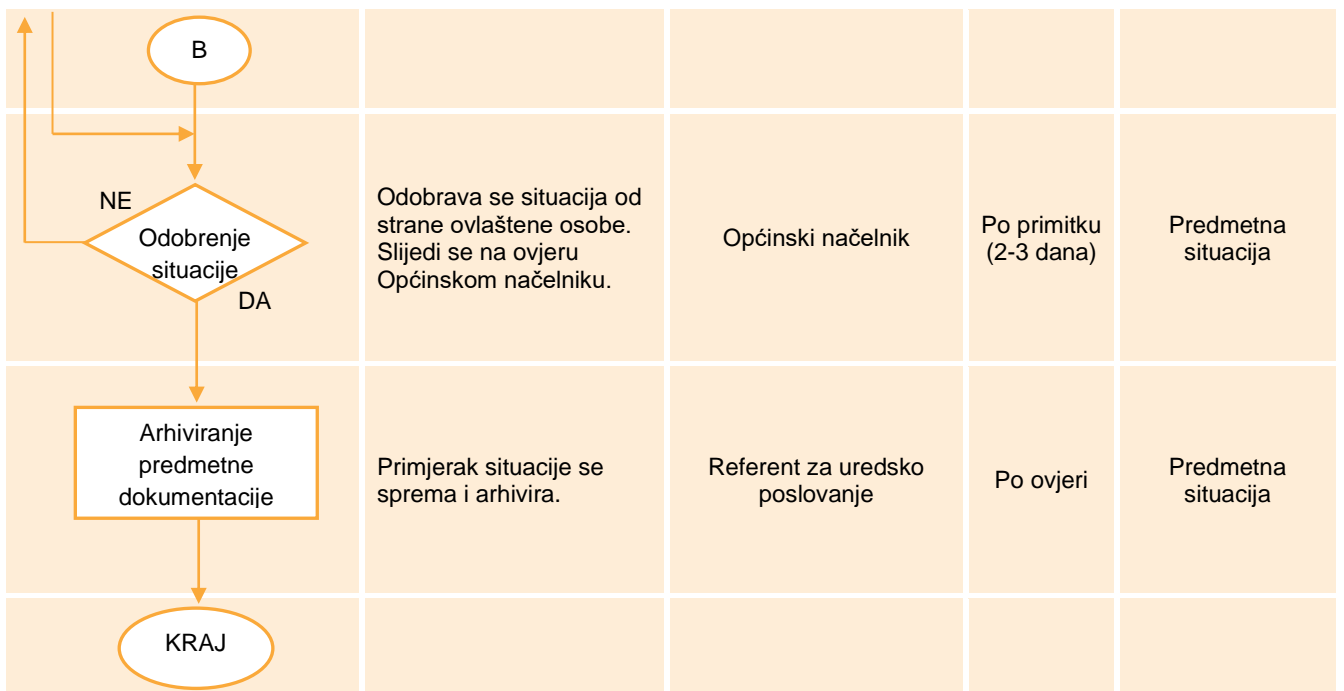 B
NE
Odobrenje
situacije
DA
Odobrava se situacija od
strane ovlaštene osobe.
Slijedi se na ovjeru
Općinskom načelniku.
Općinski načelnik
Po primitku
(2-3 dana)
Predmetna
situacija
Arhiviranje
predmetne
dokumentacije
Primjerak situacije se
sprema i arhivira.
Referent za uredsko
poslovanje
Po ovjeri
Predmetna
situacija
KRAJ